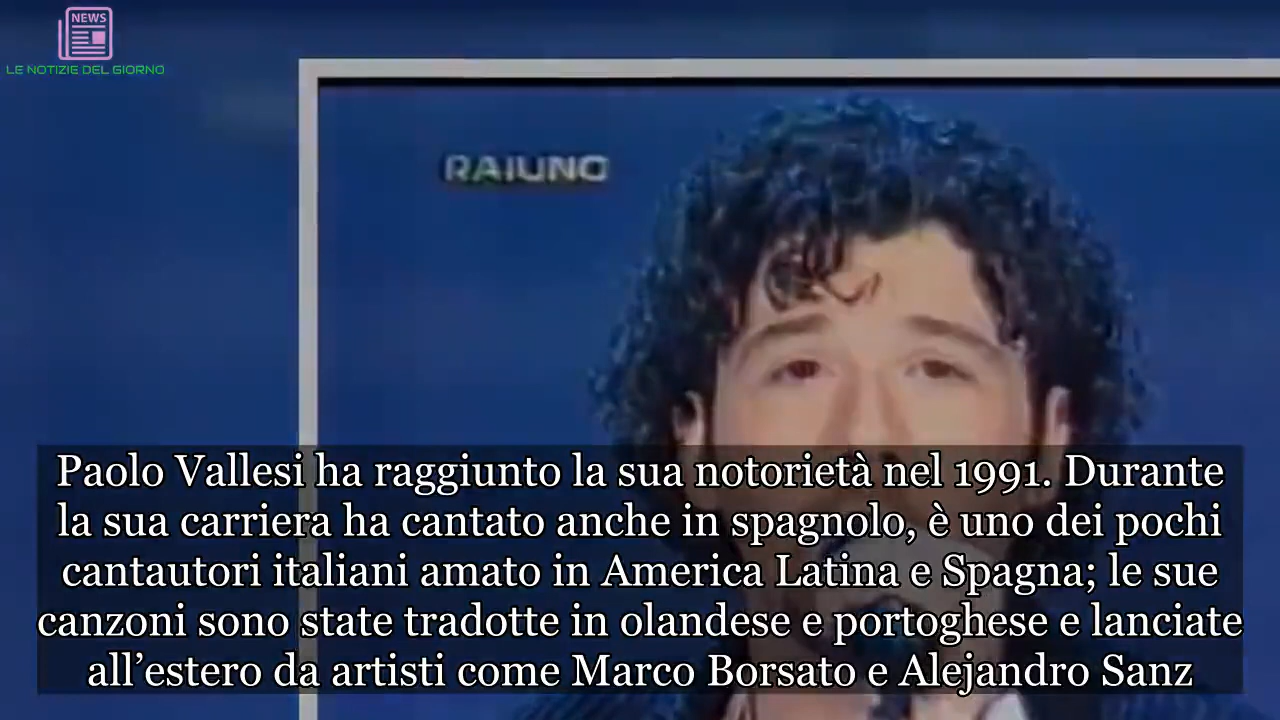 NEWS
LE NOTIZIE DEL GIORNO
RAIUNO
Paolo Vallesi ha raggiunto la sua notorietà nel 1991. Durante
la sua carriera ha cantato anche in spagnolo, è uno dei pochi
cantautori italiani amato in America Latina e Spagna; le sue
canzoni sono state tradotte in olandese e portoghese e lanciate
all’estero da artisti come Marco Borsato e Alejandro Sanz